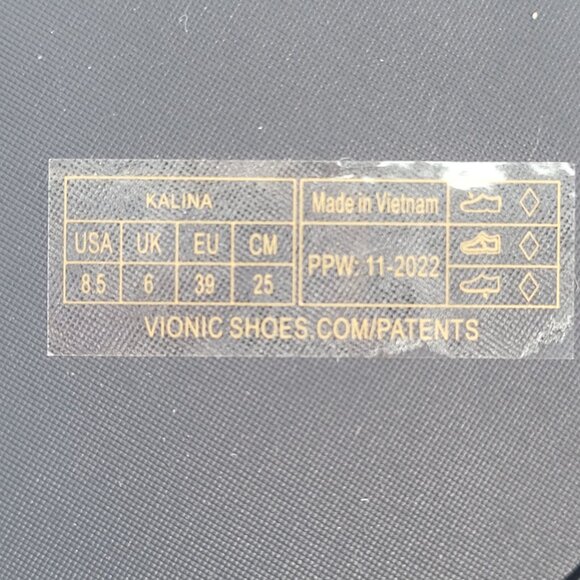 KALINA
USA UK EU CM
8.5 6 39 25
Made in Vietnam
PPW: 11-2022
VIONIC SHOES.COM/PATENTS